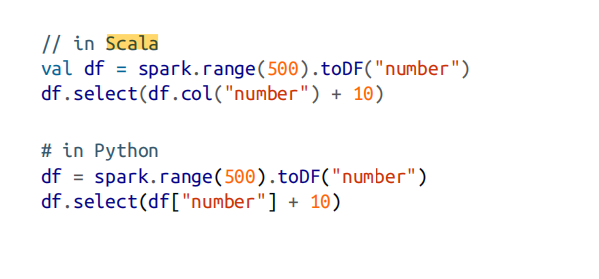 // in Scala
val df = spark.range(500).toDF("number")
df.select(df.col("number") + 10)
# in Python
df = spark.range(500).toDF("number")
df.select(df["number"] + 10)